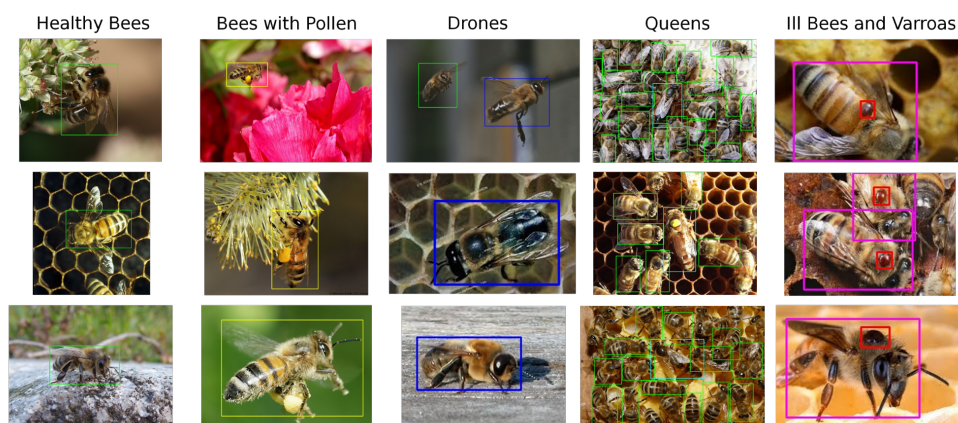 Healthy Bees
Bees with Pollen
Drones
Queens
Ill Bees and Varroas